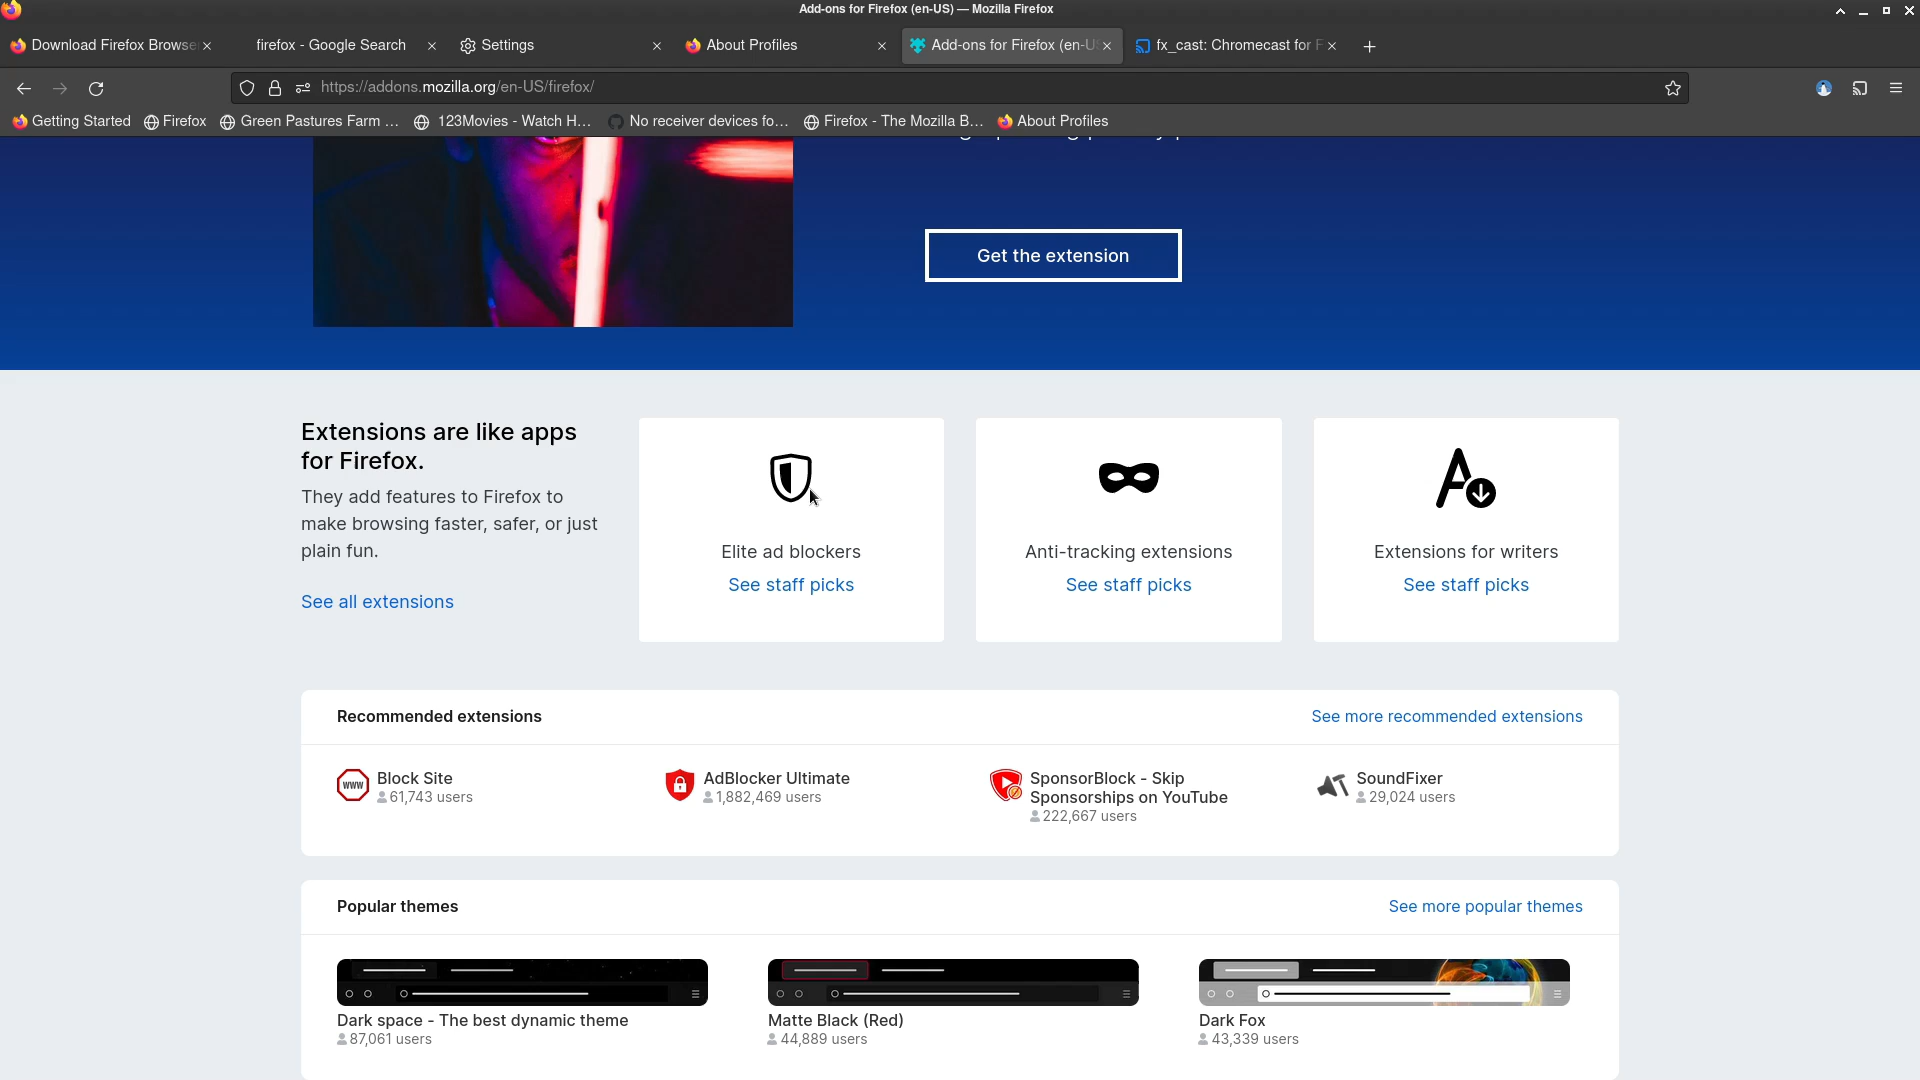 Add-ons for Firefox (en-US) — Mozilla Firefox
Download Firefox Browse
firefox - Google Search
Settings
About Profiles
Add-ons for Firefox (en-U
fx_cast: Chromecast for F
https://addons.mozilla.org/en-US/firefox/
Getting Started
Firefox
Green Pastures Farm ...
123Movies - Watch H...
No receiver devices fo...
Firefox - The Mozilla B...
About Profiles
Get the extension
Extensions are like apps
for Firefox.
They add features to Firefox to
make browsing faster, safer, or just
plain fun.
See all extensions
Elite ad blockers
See staff picks
Anti-tracking extensions
See staff picks
Extensions for writers
See staff picks
Recommended extensions
See more recommended extensions
www
Block Site
61,743 users
AdBlocker Ultimate
1,882,469 users
SponsorBlock - Skip
Sponsorships on YouTube
222,667 users
SoundFixer
29,024 users
Popular themes
See more popular themes
Dark space - The best dynamic theme
87,061 users
Matte Black (Red)
44,889 users
Dark Fox
43,339 users